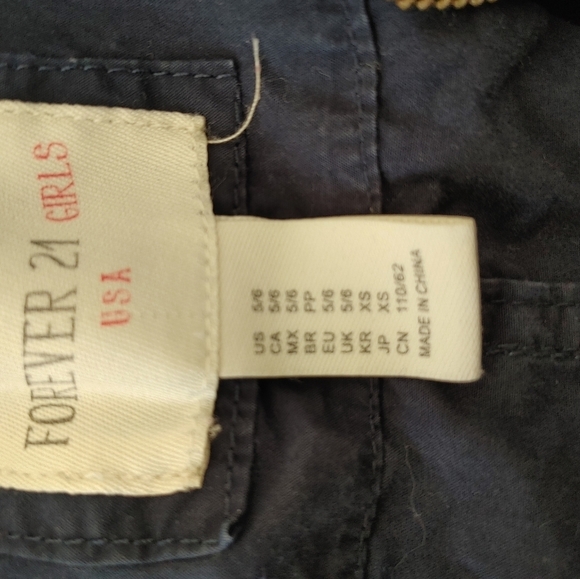 FOREVER 21 GIRLS
USA
US 5/6
CA 5/6
MX 5/6
BR PP
EU 5/6
UK 5/6
KR XS
JP XS
CN 110/62
MADE IN CHINA